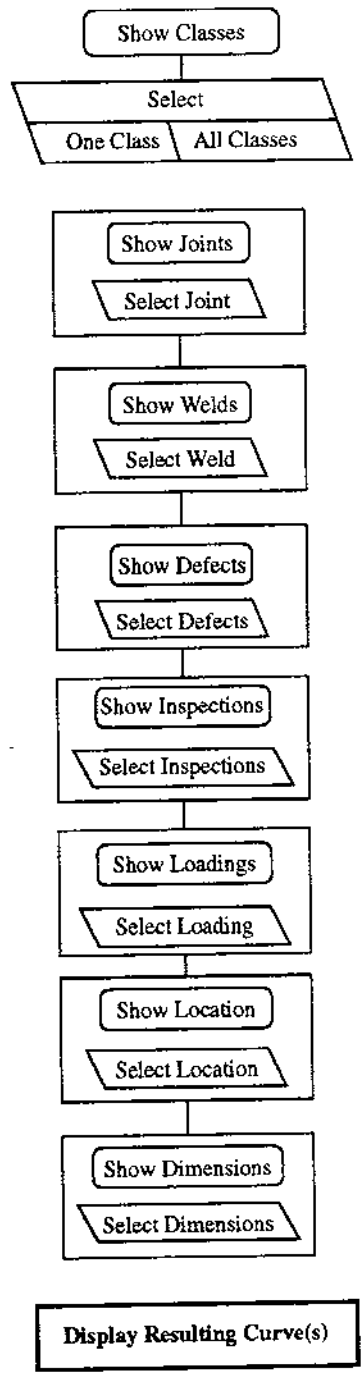 Show Classes
Select
One Class All Classes
Show Joints
Select Joint
Show Welds
Select Weld
Show Defects
Select Defects
Show Inspections
Select Inspections
Show Loadings
Select Loading
Show Location
Select Location
Show Dimensions
Select Dimensions
Display Resulting Curve(s)